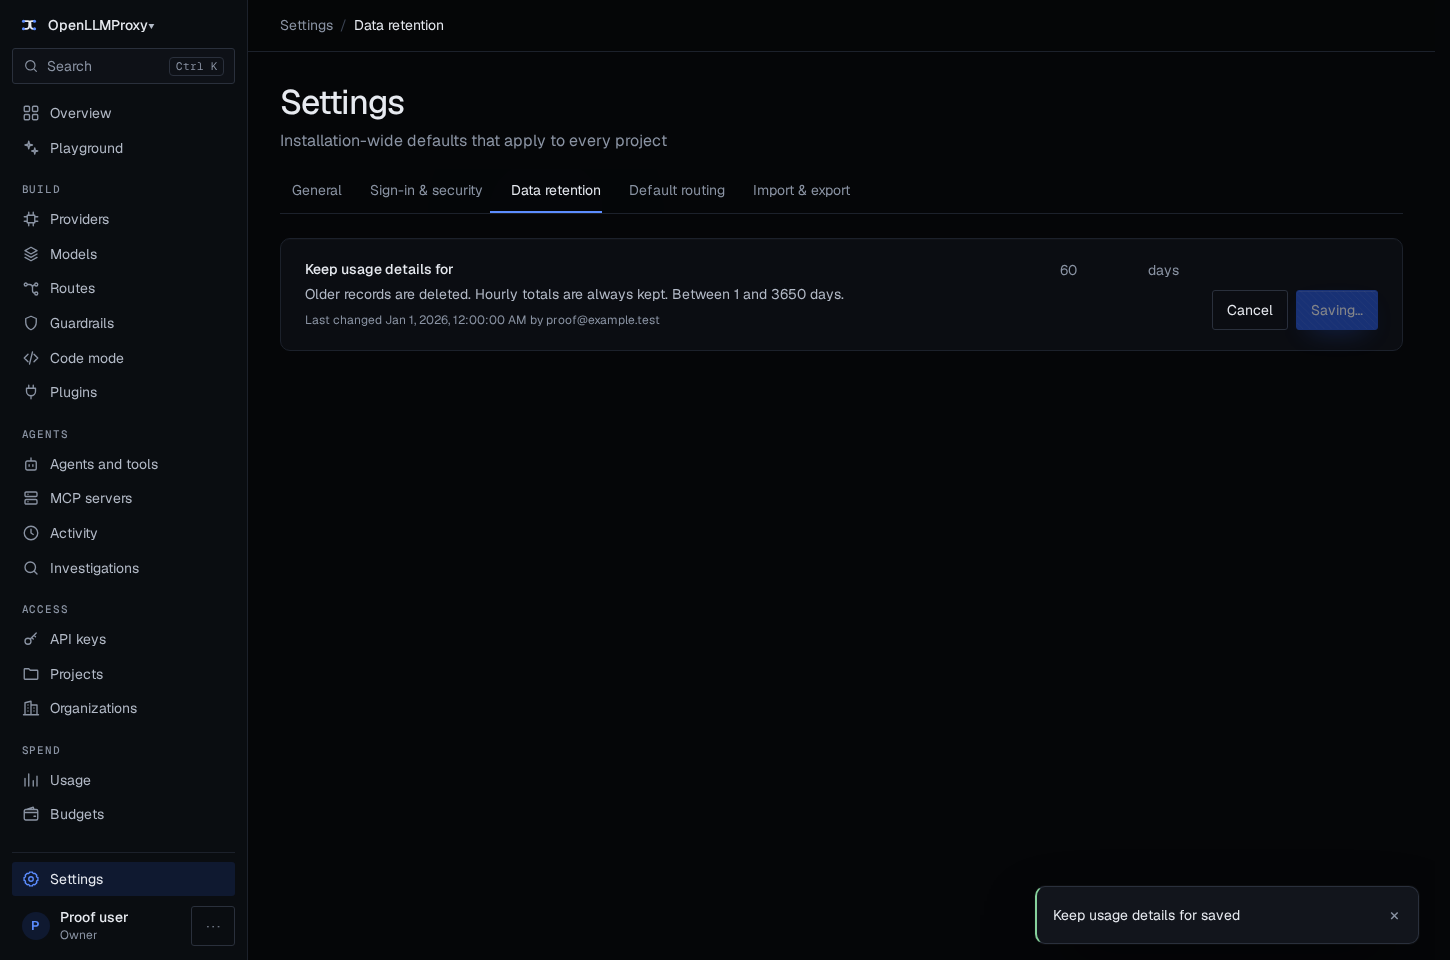 OpenLLMProxy
Search
Ctrl K
Overview
Playground
BUILD
Providers
Models
Routes
Guardrails
Code mode
Plugins
AGENTS
Agents and tools
MCP servers
Activity
Investigations
ACCESS
API keys
Projects
Organizations
SPEND
Usage
Budgets
Settings
P
Proof user
Owner
...
Settings / Data retention
Settings
Installation-wide defaults that apply to every project
General
Sign-in & security
Data retention
Default routing
Import & export
Keep usage details for
Older records are deleted. Hourly totals are always kept. Between 1 and 3650 days.
Last changed Jan 1, 2026, 12:00:00 AM by proof@example.test
60 days
Cancel
Saving…
Keep usage details for saved
×